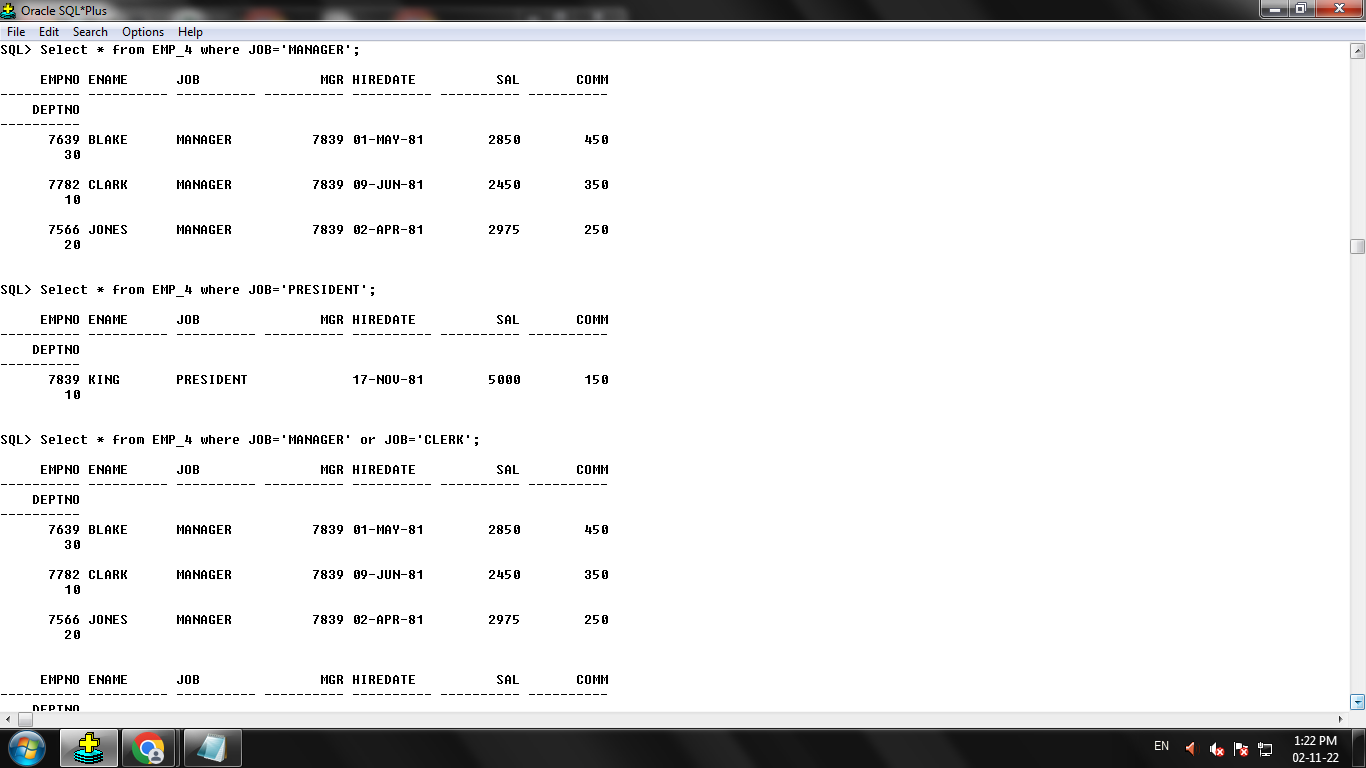 Oracle SQL*Plus
File Edit Search Options Help
SQL> Select * from EMP_4 where JOB='MANAGER';
     EMPNO ENAME      JOB               MGR HIREDATE          SAL       COMM
---------- ---------- ---------- ---------- ---------- ---------- ----------
    DEPTNO
----------
      7639 BLAKE      MANAGER          7839 01-MAY-81        2850        450
        30
      7782 CLARK      MANAGER          7839 09-JUN-81        2450        350
        10
      7566 JONES      MANAGER          7839 02-APR-81        2975        250
        20
SQL> Select * from EMP_4 where JOB='PRESIDENT';
     EMPNO ENAME      JOB               MGR HIREDATE          SAL       COMM
---------- ---------- ---------- ---------- ---------- ---------- ----------
    DEPTNO
----------
      7839 KING       PRESIDENT             17-NOV-81        5000        150
        10
SQL> Select * from EMP_4 where JOB='MANAGER' or JOB='CLERK';
     EMPNO ENAME      JOB               MGR HIREDATE          SAL       COMM
---------- ---------- ---------- ---------- ---------- ---------- ----------
    DEPTNO
----------
      7639 BLAKE      MANAGER          7839 01-MAY-81        2850        450
        30
      7782 CLARK      MANAGER          7839 09-JUN-81        2450        350
        10
      7566 JONES      MANAGER          7839 02-APR-81        2975        250
        20
     EMPNO ENAME      JOB               MGR HIREDATE          SAL       COMM
---------- ---------- ---------- ---------- ---------- ---------- ----------
    DEPTNO
EN
1:22 PM
02-11-22